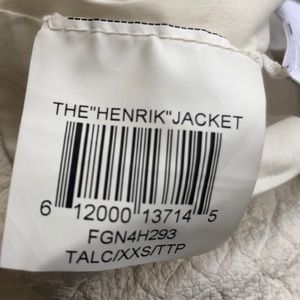 THE"HENRIK"JACKET
6 12000 13714 5
FGN4H293
TALC/XXS/TTP